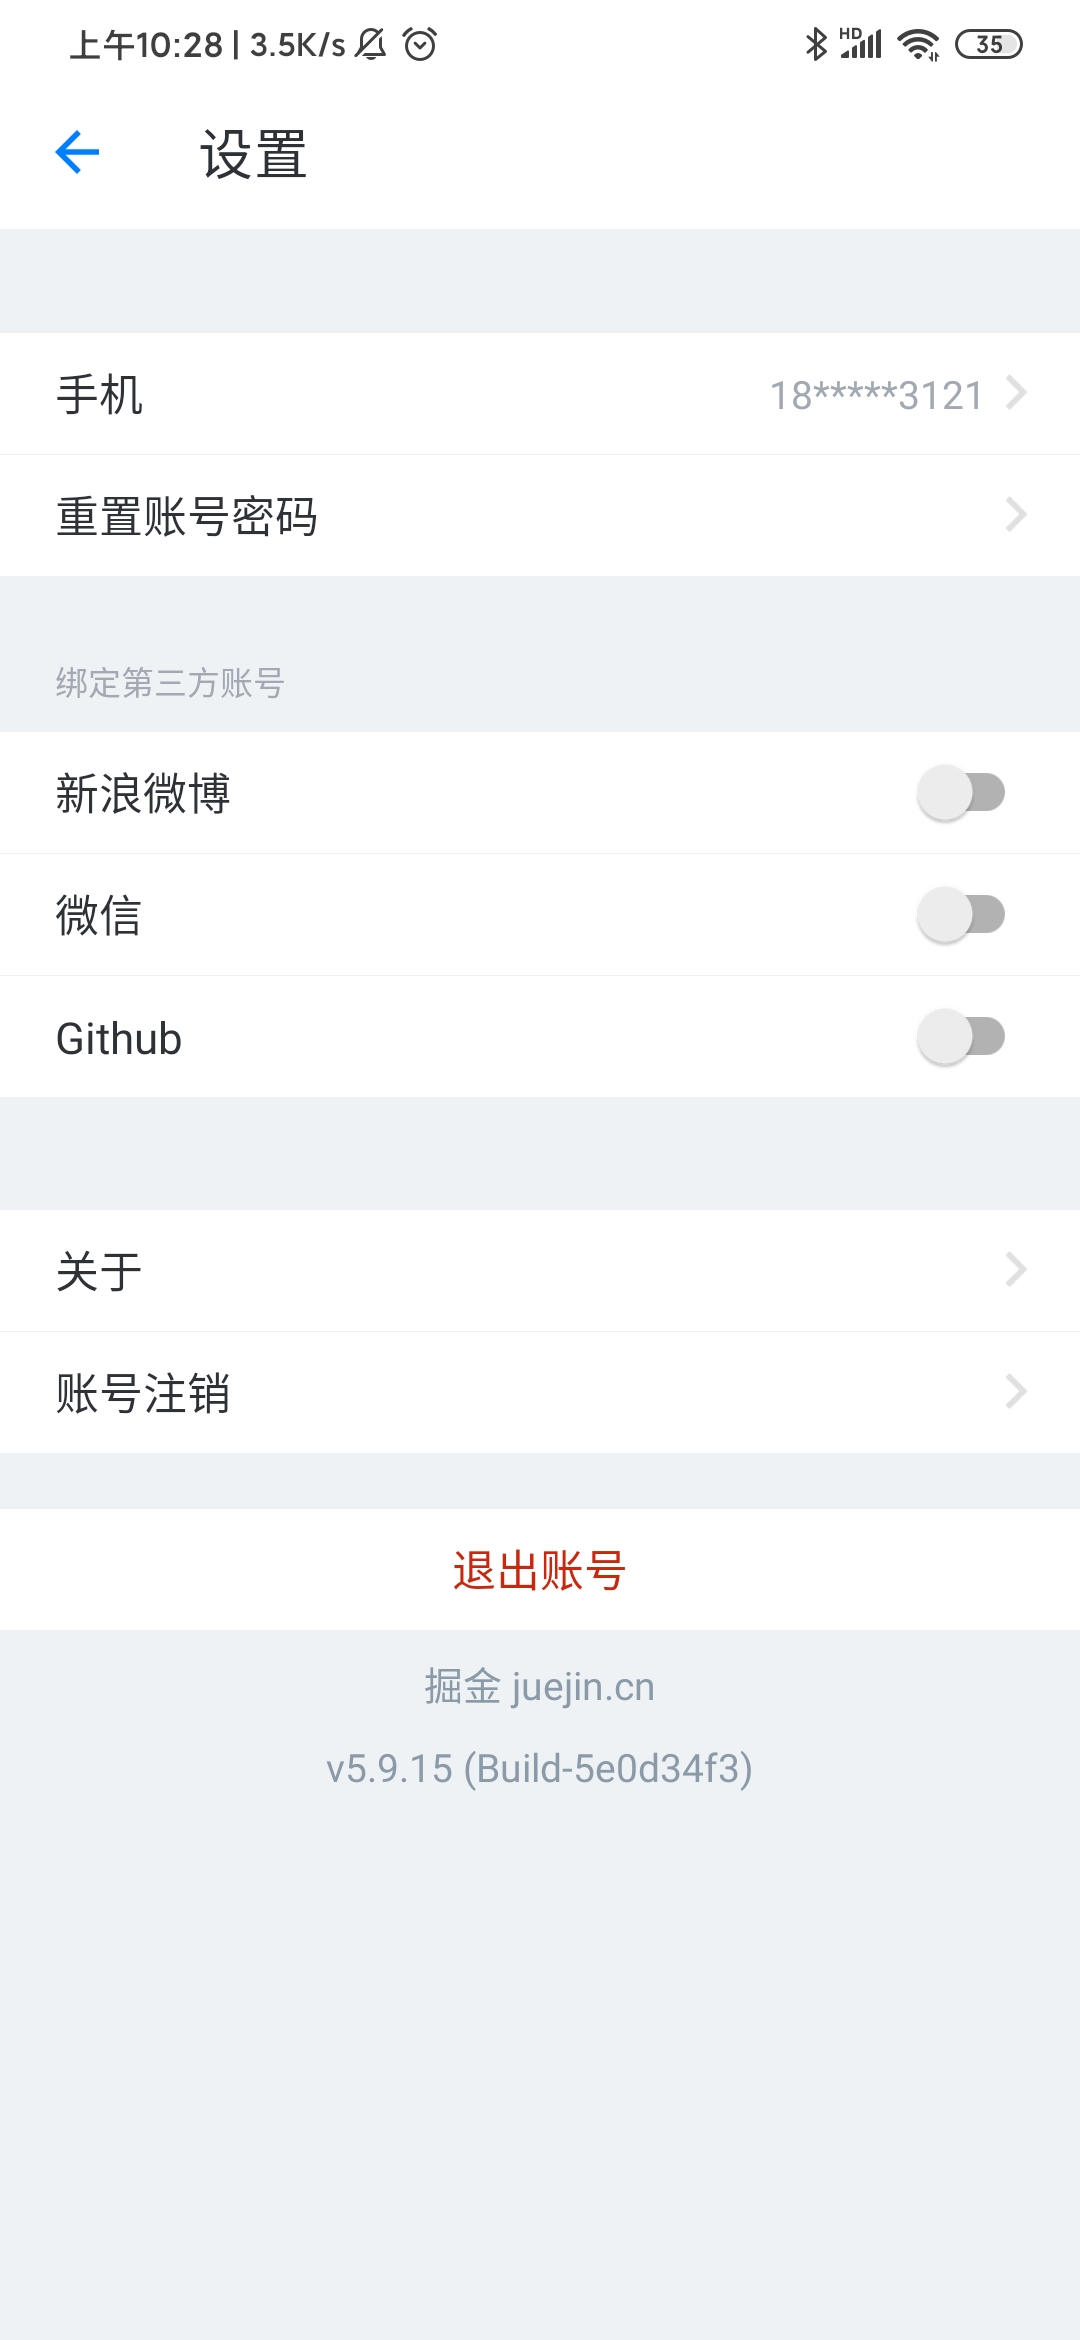 上午10:28 | 3.5K/s HD 35
设置
手机 18*****3121
重置账号密码
绑定第三方账号
新浪微博
微信
Github
关于
账号注销
退出账号
掘金 juejin.cn
v5.9.15 (Build-5e0d34f3)